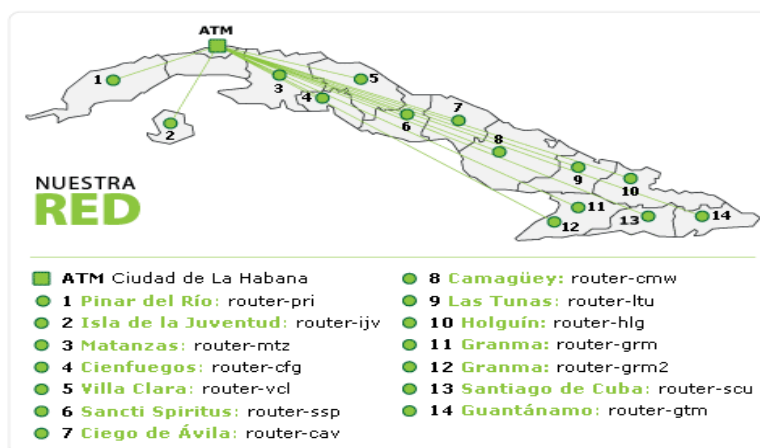 ATM
1
2
3
4
5
6
7
8
9
10
11
12
13
14
NUESTRA
RED
ATM Ciudad de La Habana
1 Pinar del Río: router-pri
2 Isla de la Juventud: router-ijv
3 Matanzas: router-mtz
4 Cienfuegos: router-cfg
5 Villa Clara: router-vcl
6 Sancti Spiritus: router-ssp
7 Ciego de Ávila: router-cav
8 Camagüey: router-cmw
9 Las Tunas: router-ltu
10 Holguín: router-hlg
11 Granma: router-grm
12 Granma: router-grm2
13 Santiago de Cuba: router-scu
14 Guantánamo: router-gtm